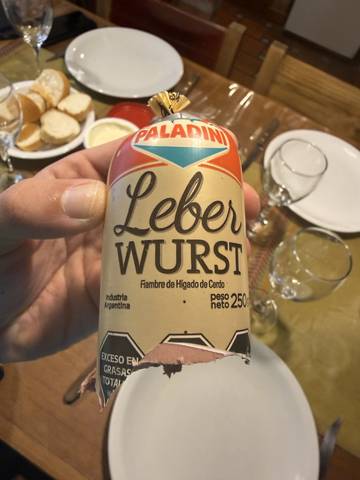 PALADINI
Leber
WURST
Fiambre de Hígado de Cerdo
Industria
Argentina
peso
neto 250
EXCESO EN
GRASAS
TOTALES